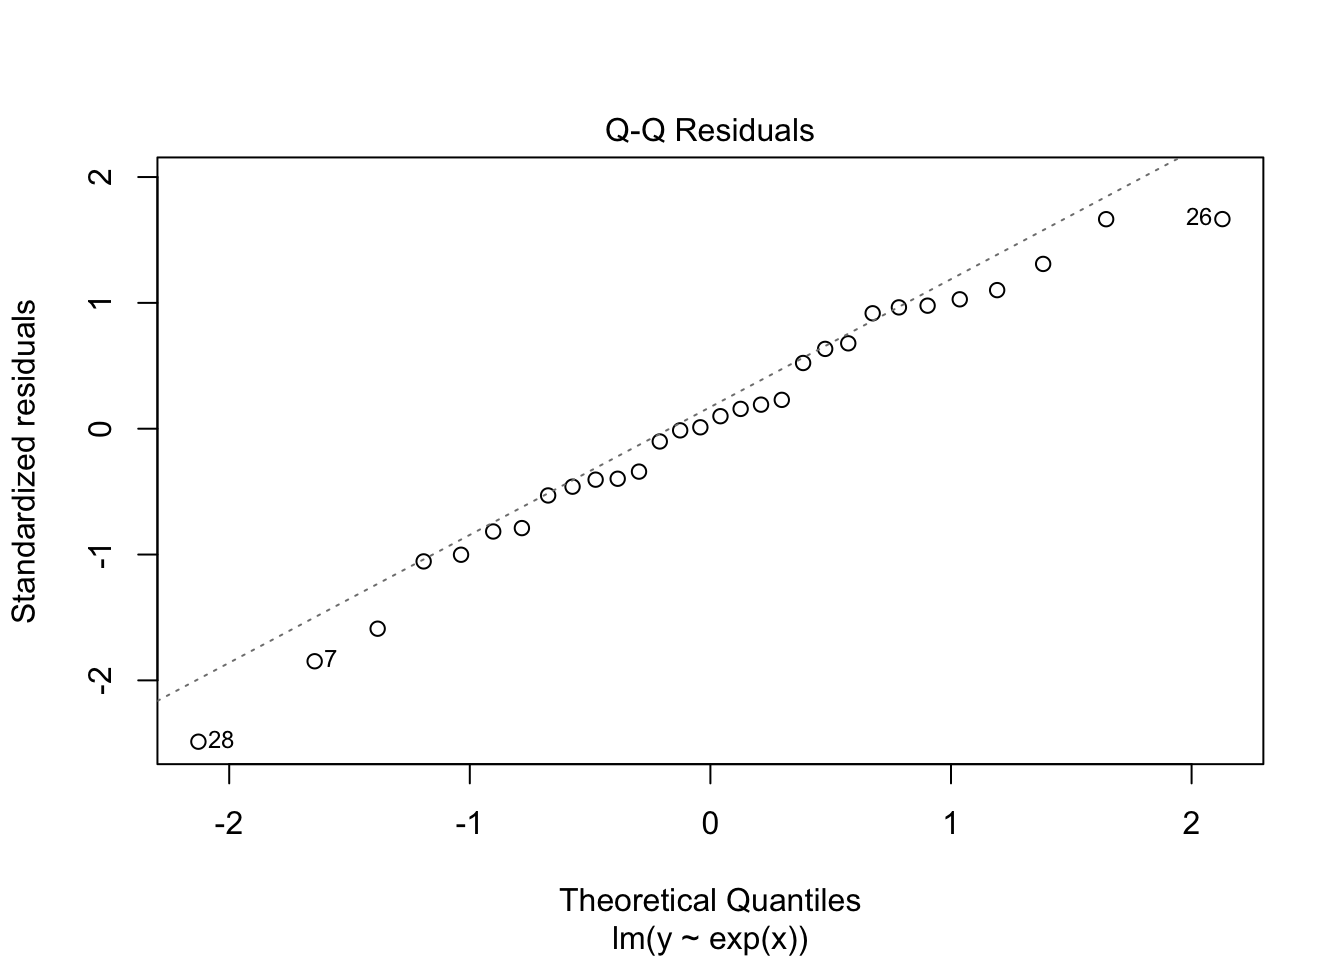 Q-Q Residuals
Standardized residuals
2
1
0
-1
-2
26
7
28
-2 -1 0 1 2
Theoretical Quantiles
lm(y ~ exp(x))